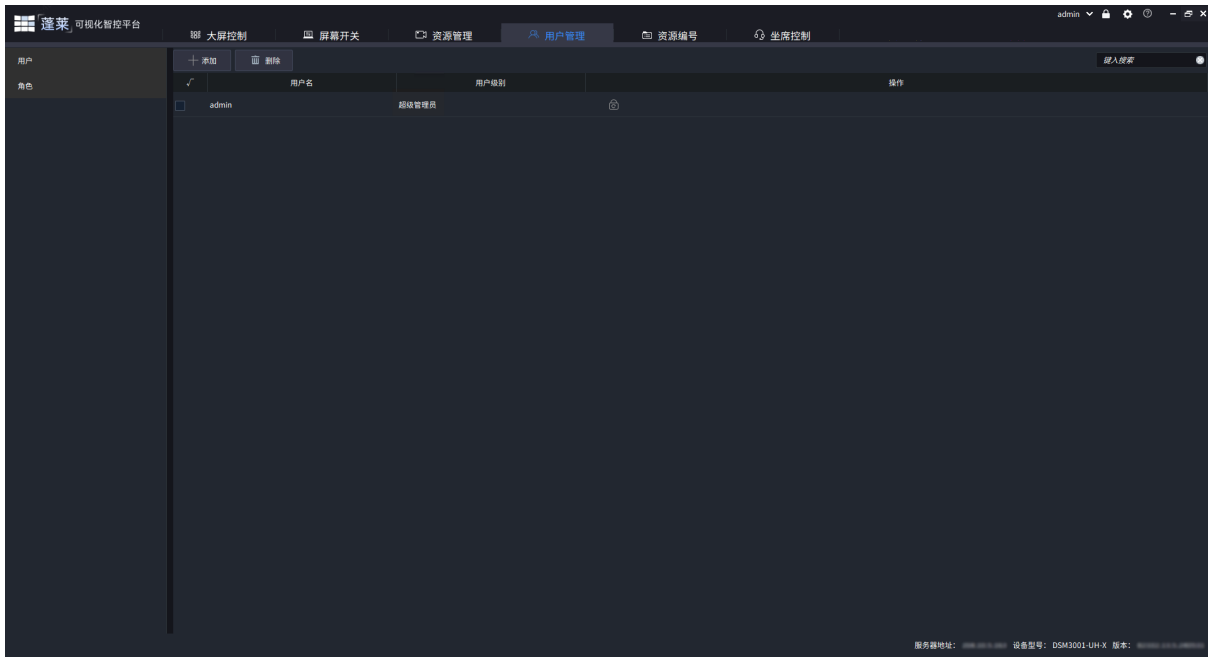 蓬莱 可视化智控平台
admin
大屏控制 屏幕开关 资源管理 用户管理 资源编号 坐席控制
用户
角色
添加 删除
键入搜索
√ 用户名 用户级别 操作
admin 超级管理员
服务器地址: 设备型号: DSM3001-UH-X 版本: